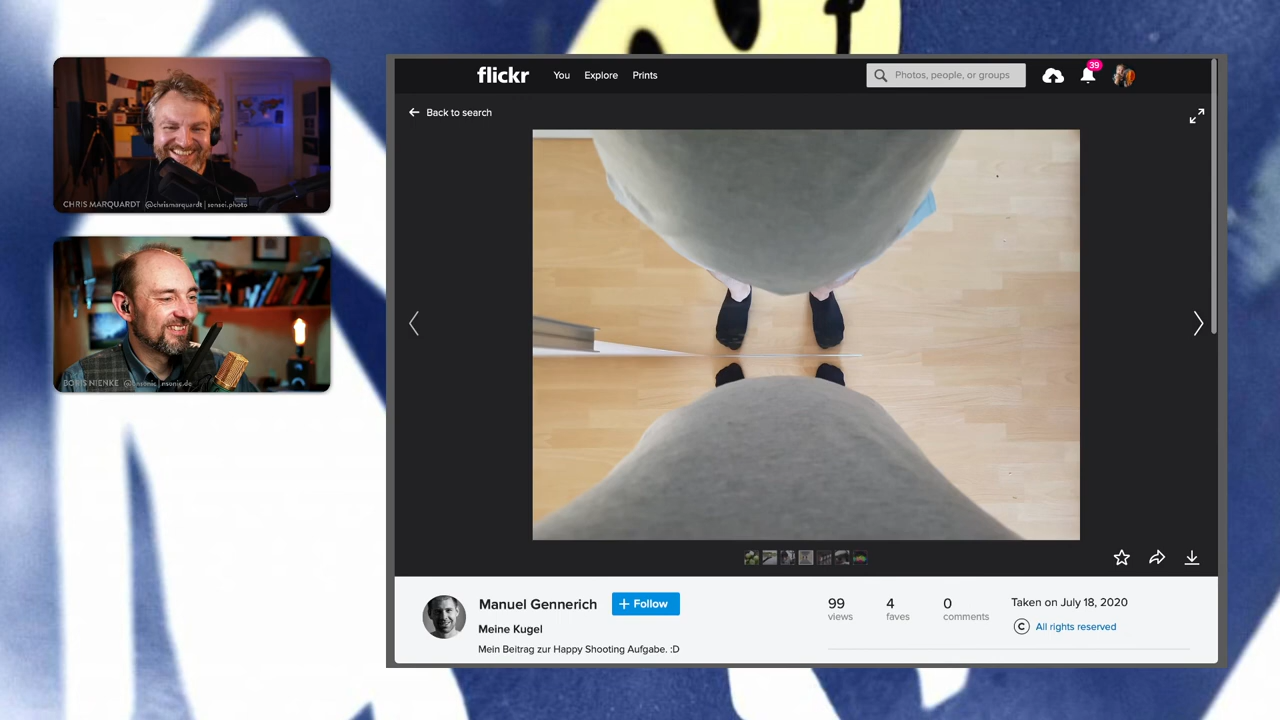 flickr
You
Explore
Prints
Photos, people, or groups
39
Back to search
CHRIS MARQUARDT @chrismarquardt | sensei.photo
BORIS NIENKE
Manuel Gennerich
+ Follow
Meine Kugel
Mein Beitrag zur Happy Shooting Aufgabe. :D
99
views
4
faves
0
comments
Taken on July 18, 2020
All rights reserved